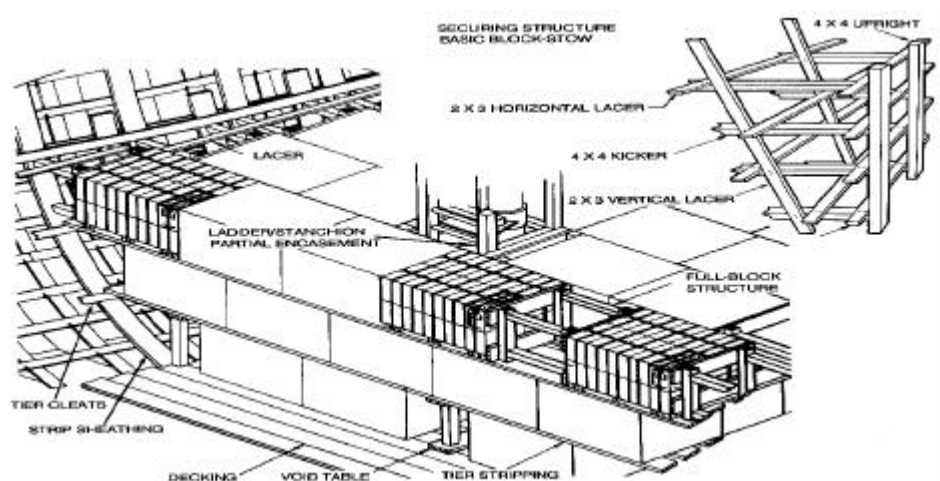 SECURING STRUCTURE
BASIC BLOCK-STOW
4 X 4 UPRIGHT
2 X 3 HORIZONTAL LACER
LACER
4 X 4 KICKER
2 X 3 VERTICAL LACER
LADDER/STANCHION
PARTIAL ENCASEMENT
FULL-BLOCK
STRUCTURE
TIER CLEATS
STRIP SHEATHING
DECKING
VOID TABLE
TIER STRIPPING